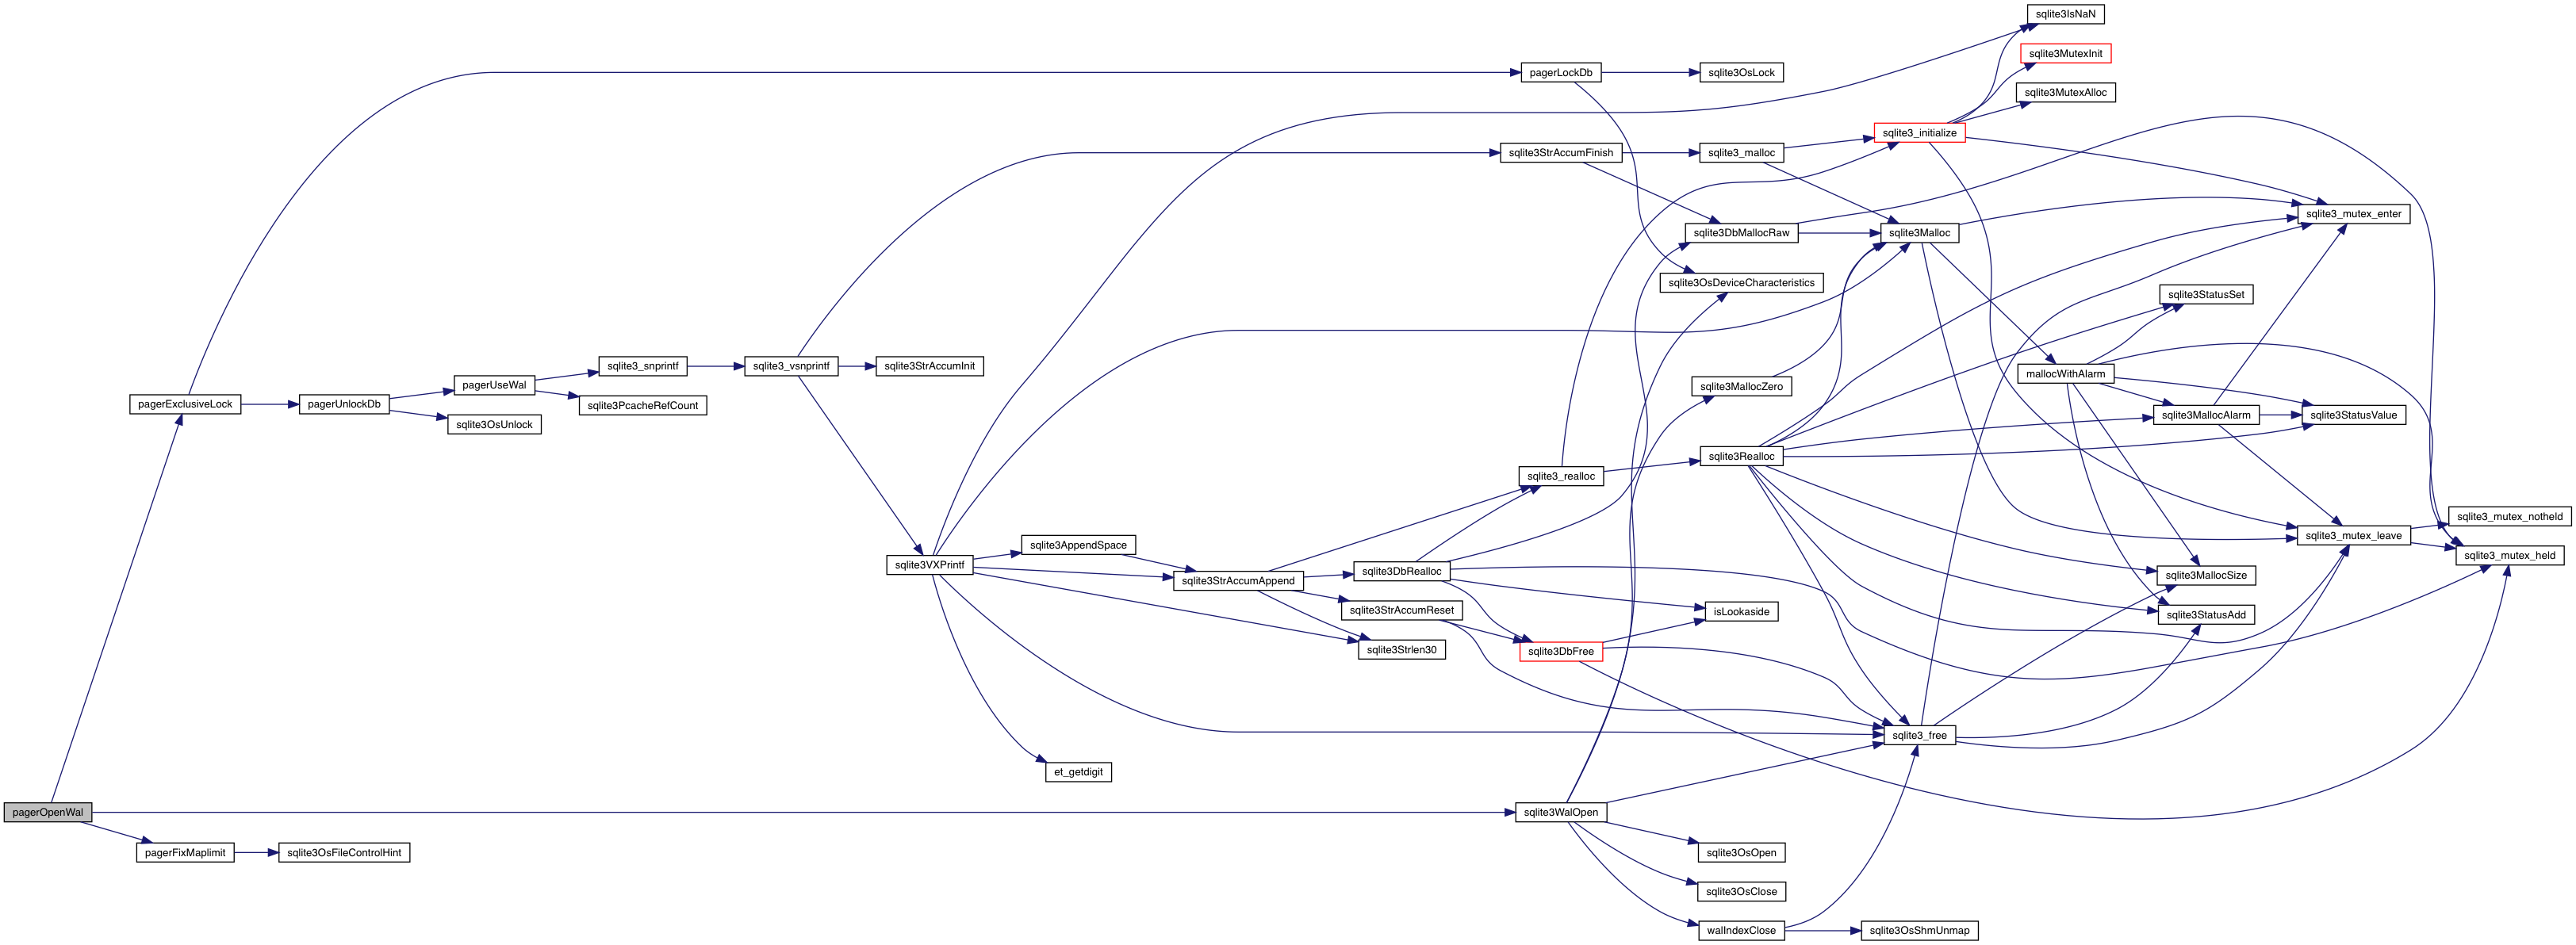 sqlite3IsNaN
sqlite3MutexInit
pagerLockDb
sqlite3OsLock
sqlite3MutexAlloc
sqlite3_initialize
sqlite3StrAccumFinish
sqlite3_malloc
sqlite3_mutex_enter
sqlite3DbMallocRaw
sqlite3Malloc
sqlite3OsDeviceCharacteristics
sqlite3StatusSet
sqlite3_snprintf
sqlite3_vsnprintf
sqlite3StrAccumInit
mallocWithAlarm
pagerUseWal
sqlite3MallocZero
pagerExclusiveLock
pagerUnlockDb
sqlite3PcacheRefCount
sqlite3MallocAlarm
sqlite3StatusValue
sqlite3OsUnlock
sqlite3Realloc
sqlite3_realloc
sqlite3_mutex_notheld
sqlite3_mutex_leave
sqlite3AppendSpace
sqlite3_mutex_held
sqlite3VXPrintf
sqlite3DbRealloc
sqlite3MallocSize
sqlite3StrAccumAppend
sqlite3StrAccumReset
isLookaside
sqlite3StatusAdd
sqlite3Strlen30
sqlite3DbFree
sqlite3_free
et_getdigit
pagerOpenWal
sqlite3WalOpen
pagerFixMaplimit
sqlite3OsFileControlHint
sqlite3OsOpen
sqlite3OsClose
walIndexClose
sqlite3OsShmUnmap